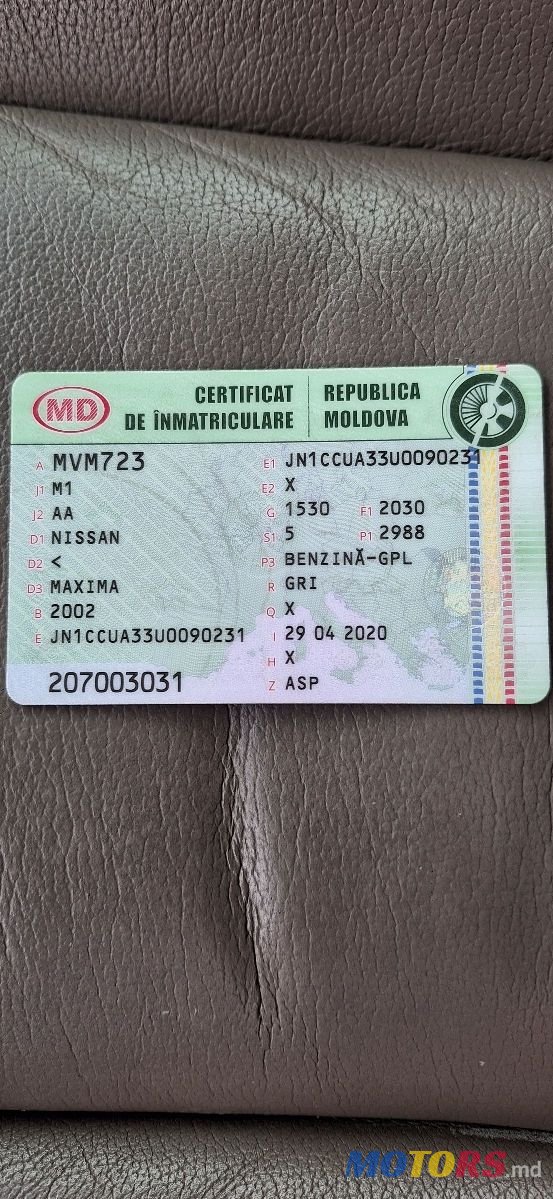 MD
CERTIFICAT
DE ÎNMATRICULARE
REPUBLICA
MOLDOVA
A MVM723
J1 M1
J2 AA
D1 NISSAN
D2 <
D3 MAXIMA
B 2002
E JN1CCUA33U0090231
207003031
E1 JN1CCUA33U0090231
E2 X
G 1530 F1 2030
S1 5 P1 2988
P3 BENZINĂ-GPL
R GRI
Q X
I 29 04 2020
H X
Z ASP
MOTORS.md